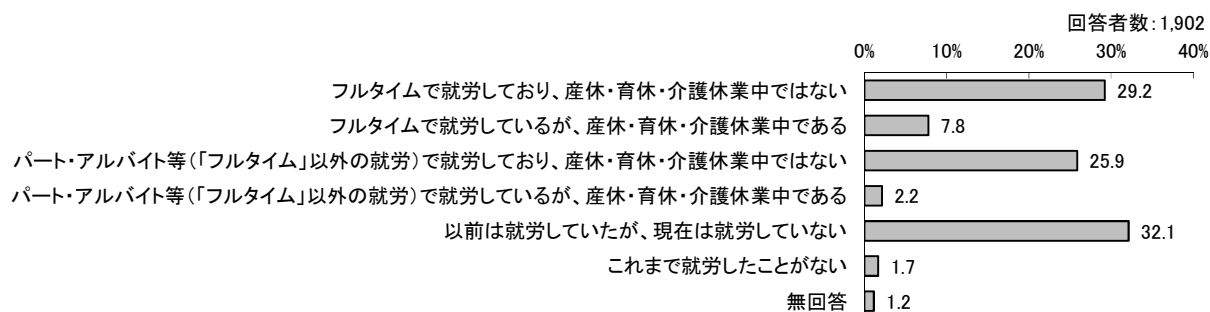 回答者数：1,902
0% 10% 20% 30% 40%
フルタイムで就労しており、産休・育休・介護休業中ではない 29.2
フルタイムで就労しているが、産休・育休・介護休業中である 7.8
パート・アルバイト等（「フルタイム」以外の就労）で就労しており、産休・育休・介護休業中ではない 25.9
パート・アルバイト等（「フルタイム」以外の就労）で就労しているが、産休・育休・介護休業中である 2.2
以前は就労していたが、現在は就労していない 32.1
これまで就労したことがない 1.7
無回答 1.2